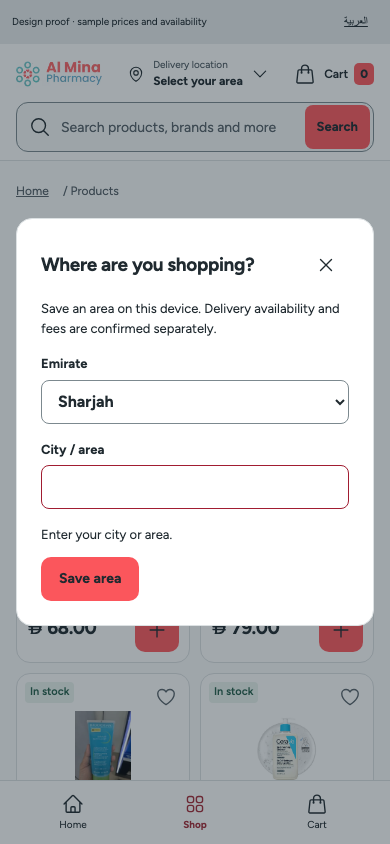 Design proof · sample prices and availability
العربية
Al Mina
Pharmacy
Delivery location
Select your area
Cart 0
Search products, brands and more
Search
Home / Products
Where are you shopping?
Save an area on this device. Delivery availability and
fees are confirmed separately.
Emirate
Sharjah
City / area
Enter your city or area.
Save area
68.00
79.00
In stock
In stock
Home
Shop
Cart